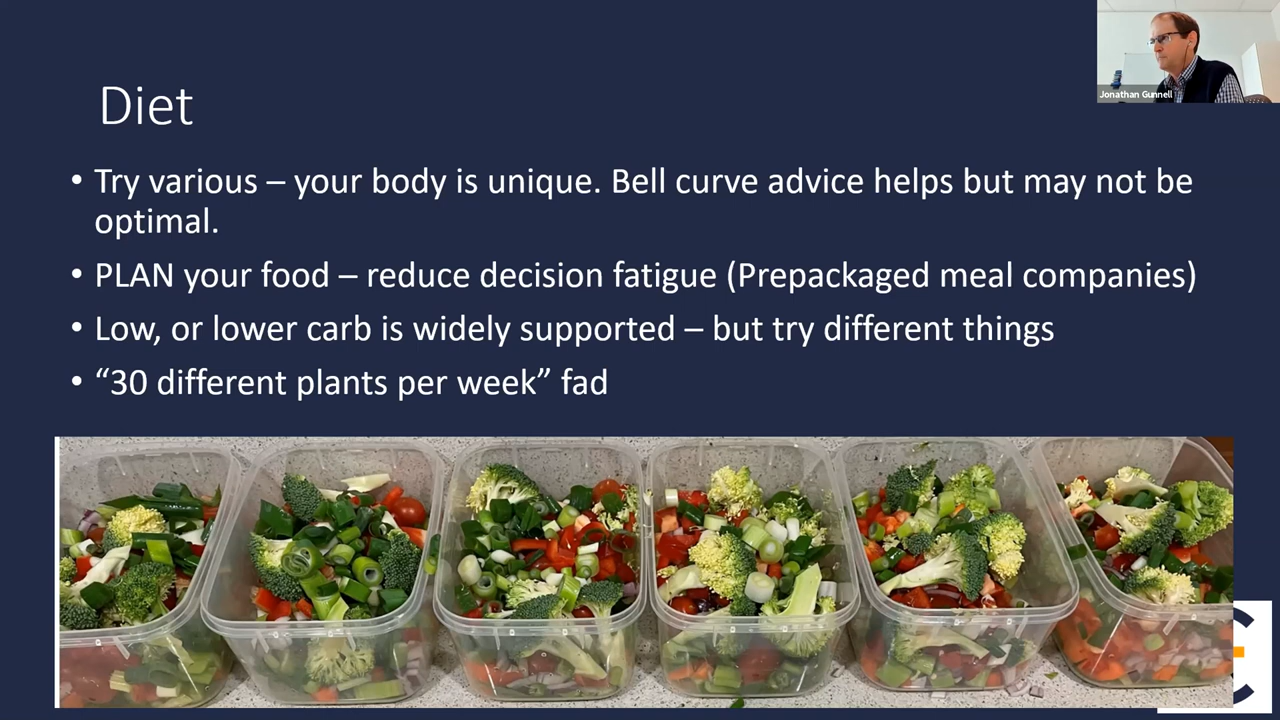 Jonathan Gunnell
Diet
• Try various – your body is unique. Bell curve advice helps but may not be
optimal.
• PLAN your food – reduce decision fatigue (Prepackaged meal companies)
• Low, or lower carb is widely supported – but try different things
• “30 different plants per week” fad